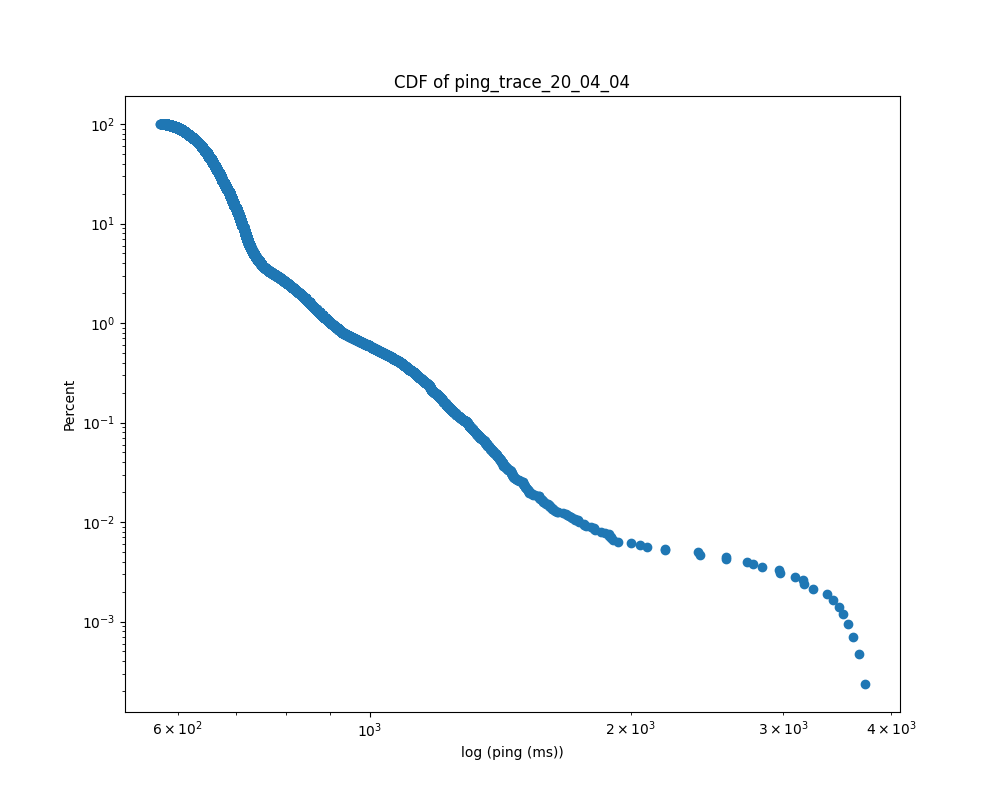 CDF of ping_trace_20_04_04
10²
10¹
10⁰
10⁻¹
10⁻²
10⁻³
Percent
6 × 10² 10³ 2 × 10³ 3 × 10³ 4 × 10³
log (ping (ms))